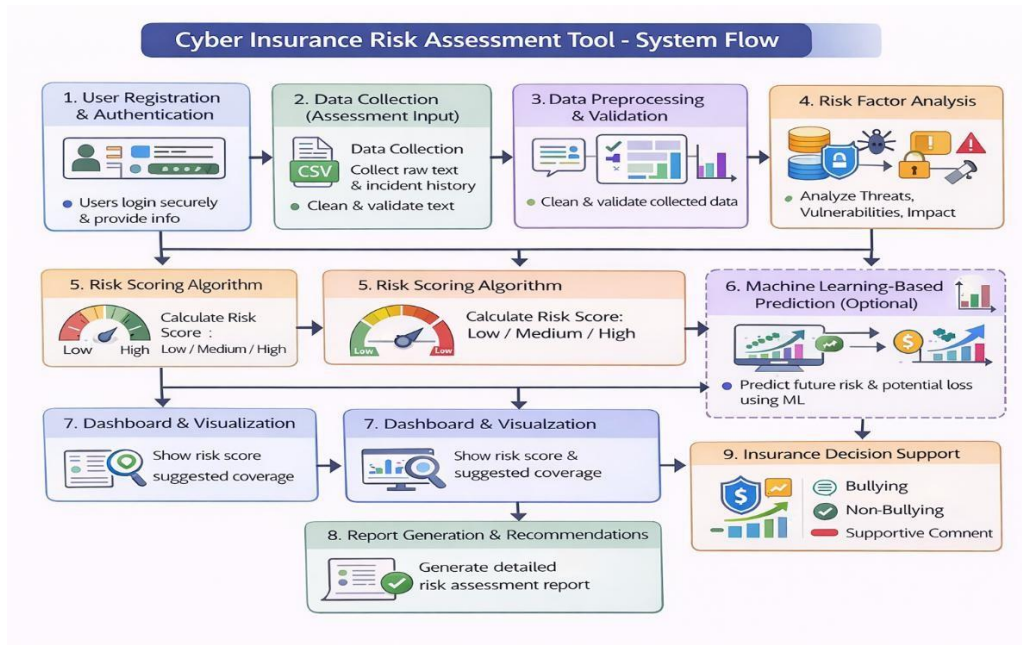 Cyber Insurance Risk Assessment Tool - System Flow
1. User Registration
& Authentication
Users login securely
& provide info
2. Data Collection
(Assessment Input)
CSV
Data Collection
Collect raw text
& incident history
Clean & validate text
3. Data Preprocessing
& Validation
Clean & validate collected data
4. Risk Factor Analysis
Analyze Threats,
Vulnerabilities, Impact
5. Risk Scoring Algorithm
Low
High
Calculate Risk
Score :
Low / Medium / High
5. Risk Scoring Algorithm
Low
Low
Calculate Risk Score:
Low / Medium / High
6. Machine Learning-Based
Prediction (Optional)
$
Predict future risk & potential loss
using ML
7. Dashboard & Visualization
Show risk score
suggested coverage
7. Dashboard & Visualzation
Show risk score &
suggested coverage
9. Insurance Decision Support
$
Bullying
Non-Bullying
Supportive Comnent
8. Report Generation & Recommendations
Generate detailed
risk assessment report